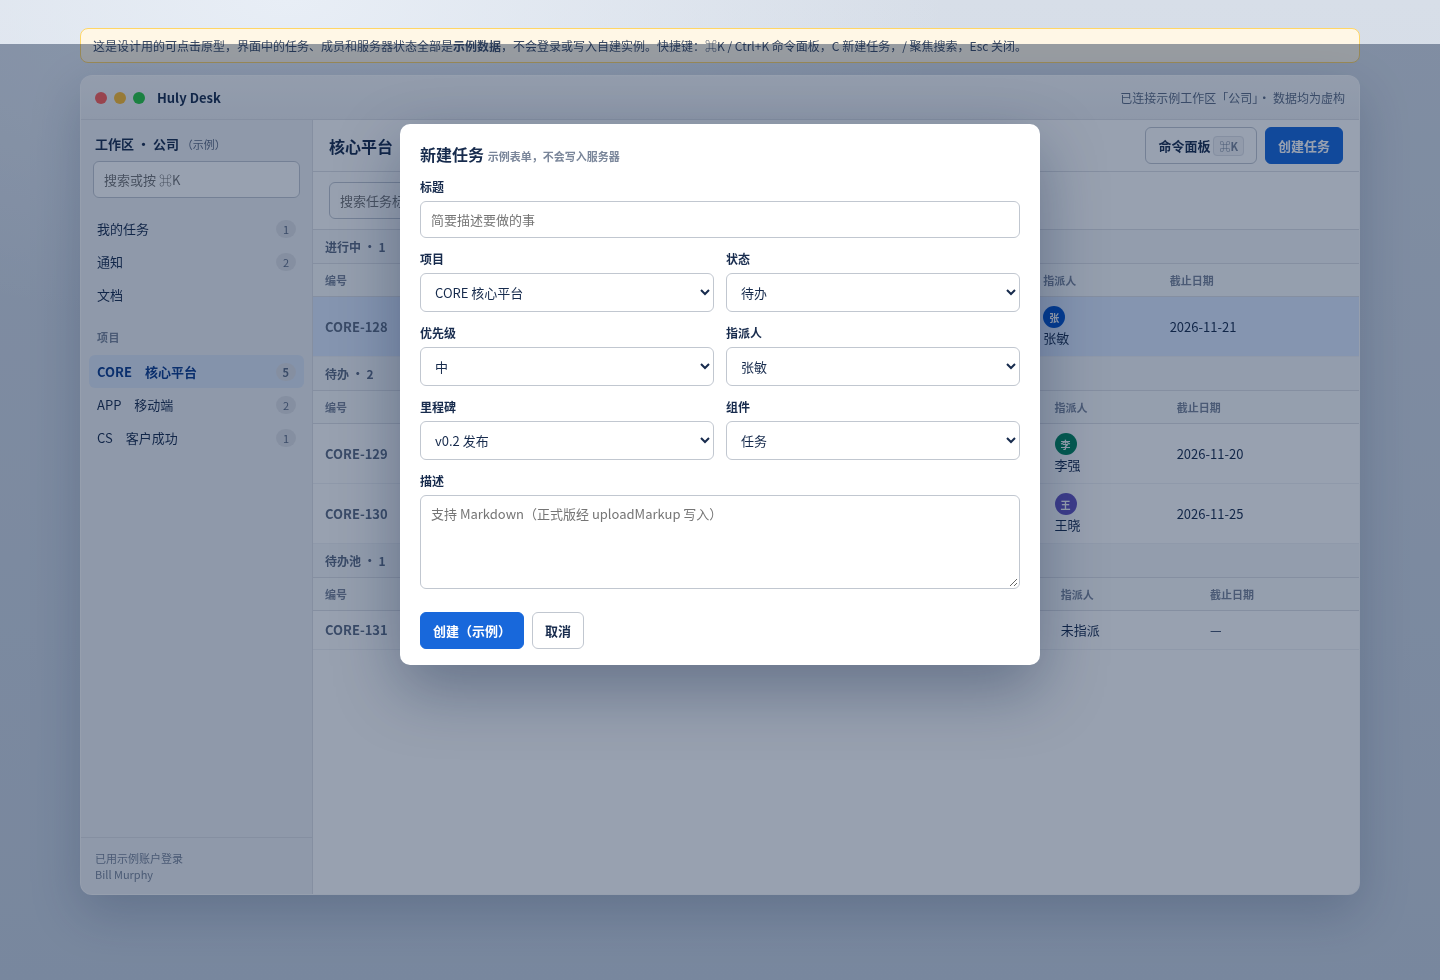 这是设计用的可点击原型，界面中的任务、成员和服务器状态全部是示例数据，不会登录或写入自建实例。快捷键：⌘K / Ctrl+K 命令面板，C 新建任务，/ 聚焦搜索，Esc 关闭。
Huly Desk
已连接示例工作区「公司」· 数据均为虚构
工作区 · 公司 （示例）
搜索或按 ⌘K
我的任务 1
通知 2
文档
项目
CORE 核心平台 5
APP 移动端 2
CS 客户成功 1
已用示例账户登录
Bill Murphy
核心平台
命令面板 ⌘K
创建任务
搜索任务标
进行中 · 1
编号 指派人 截止日期
CORE-128 张 张敏 2026-11-21
待办 · 2
编号 指派人 截止日期
CORE-129 李 李强 2026-11-20
CORE-130 王 王晓 2026-11-25
待办池 · 1
编号 指派人 截止日期
CORE-131 未指派 —
新建任务 示例表单，不会写入服务器
标题
简要描述要做的事
项目 状态
CORE 核心平台 待办
优先级 指派人
中 张敏
里程碑 组件
v0.2 发布 任务
描述
支持 Markdown（正式版经 uploadMarkup 写入）
创建（示例） 取消